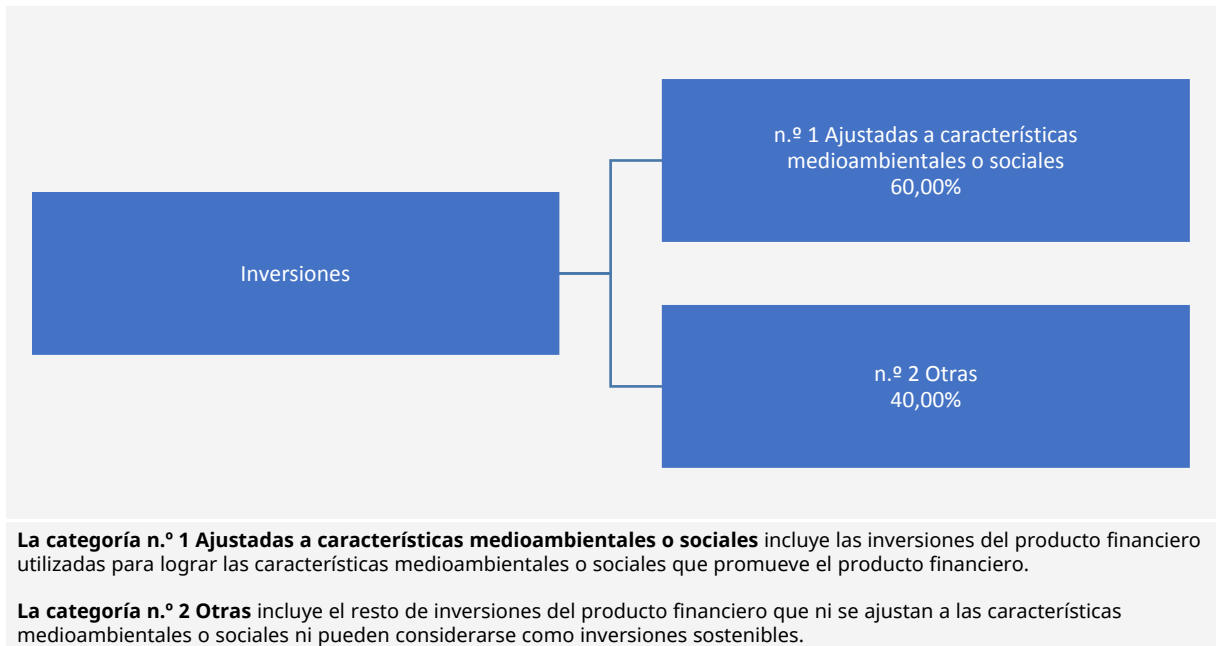 n.º 1 Ajustadas a características
medioambientales o sociales
60,00%
Inversiones
n.º 2 Otras
40,00%
La categoría n.º 1 Ajustadas a características medioambientales o sociales incluye las inversiones del producto financiero
utilizadas para lograr las características medioambientales o sociales que promueve el producto financiero.
La categoría n.º 2 Otras incluye el resto de inversiones del producto financiero que ni se ajustan a las características
medioambientales o sociales ni pueden considerarse como inversiones sostenibles.